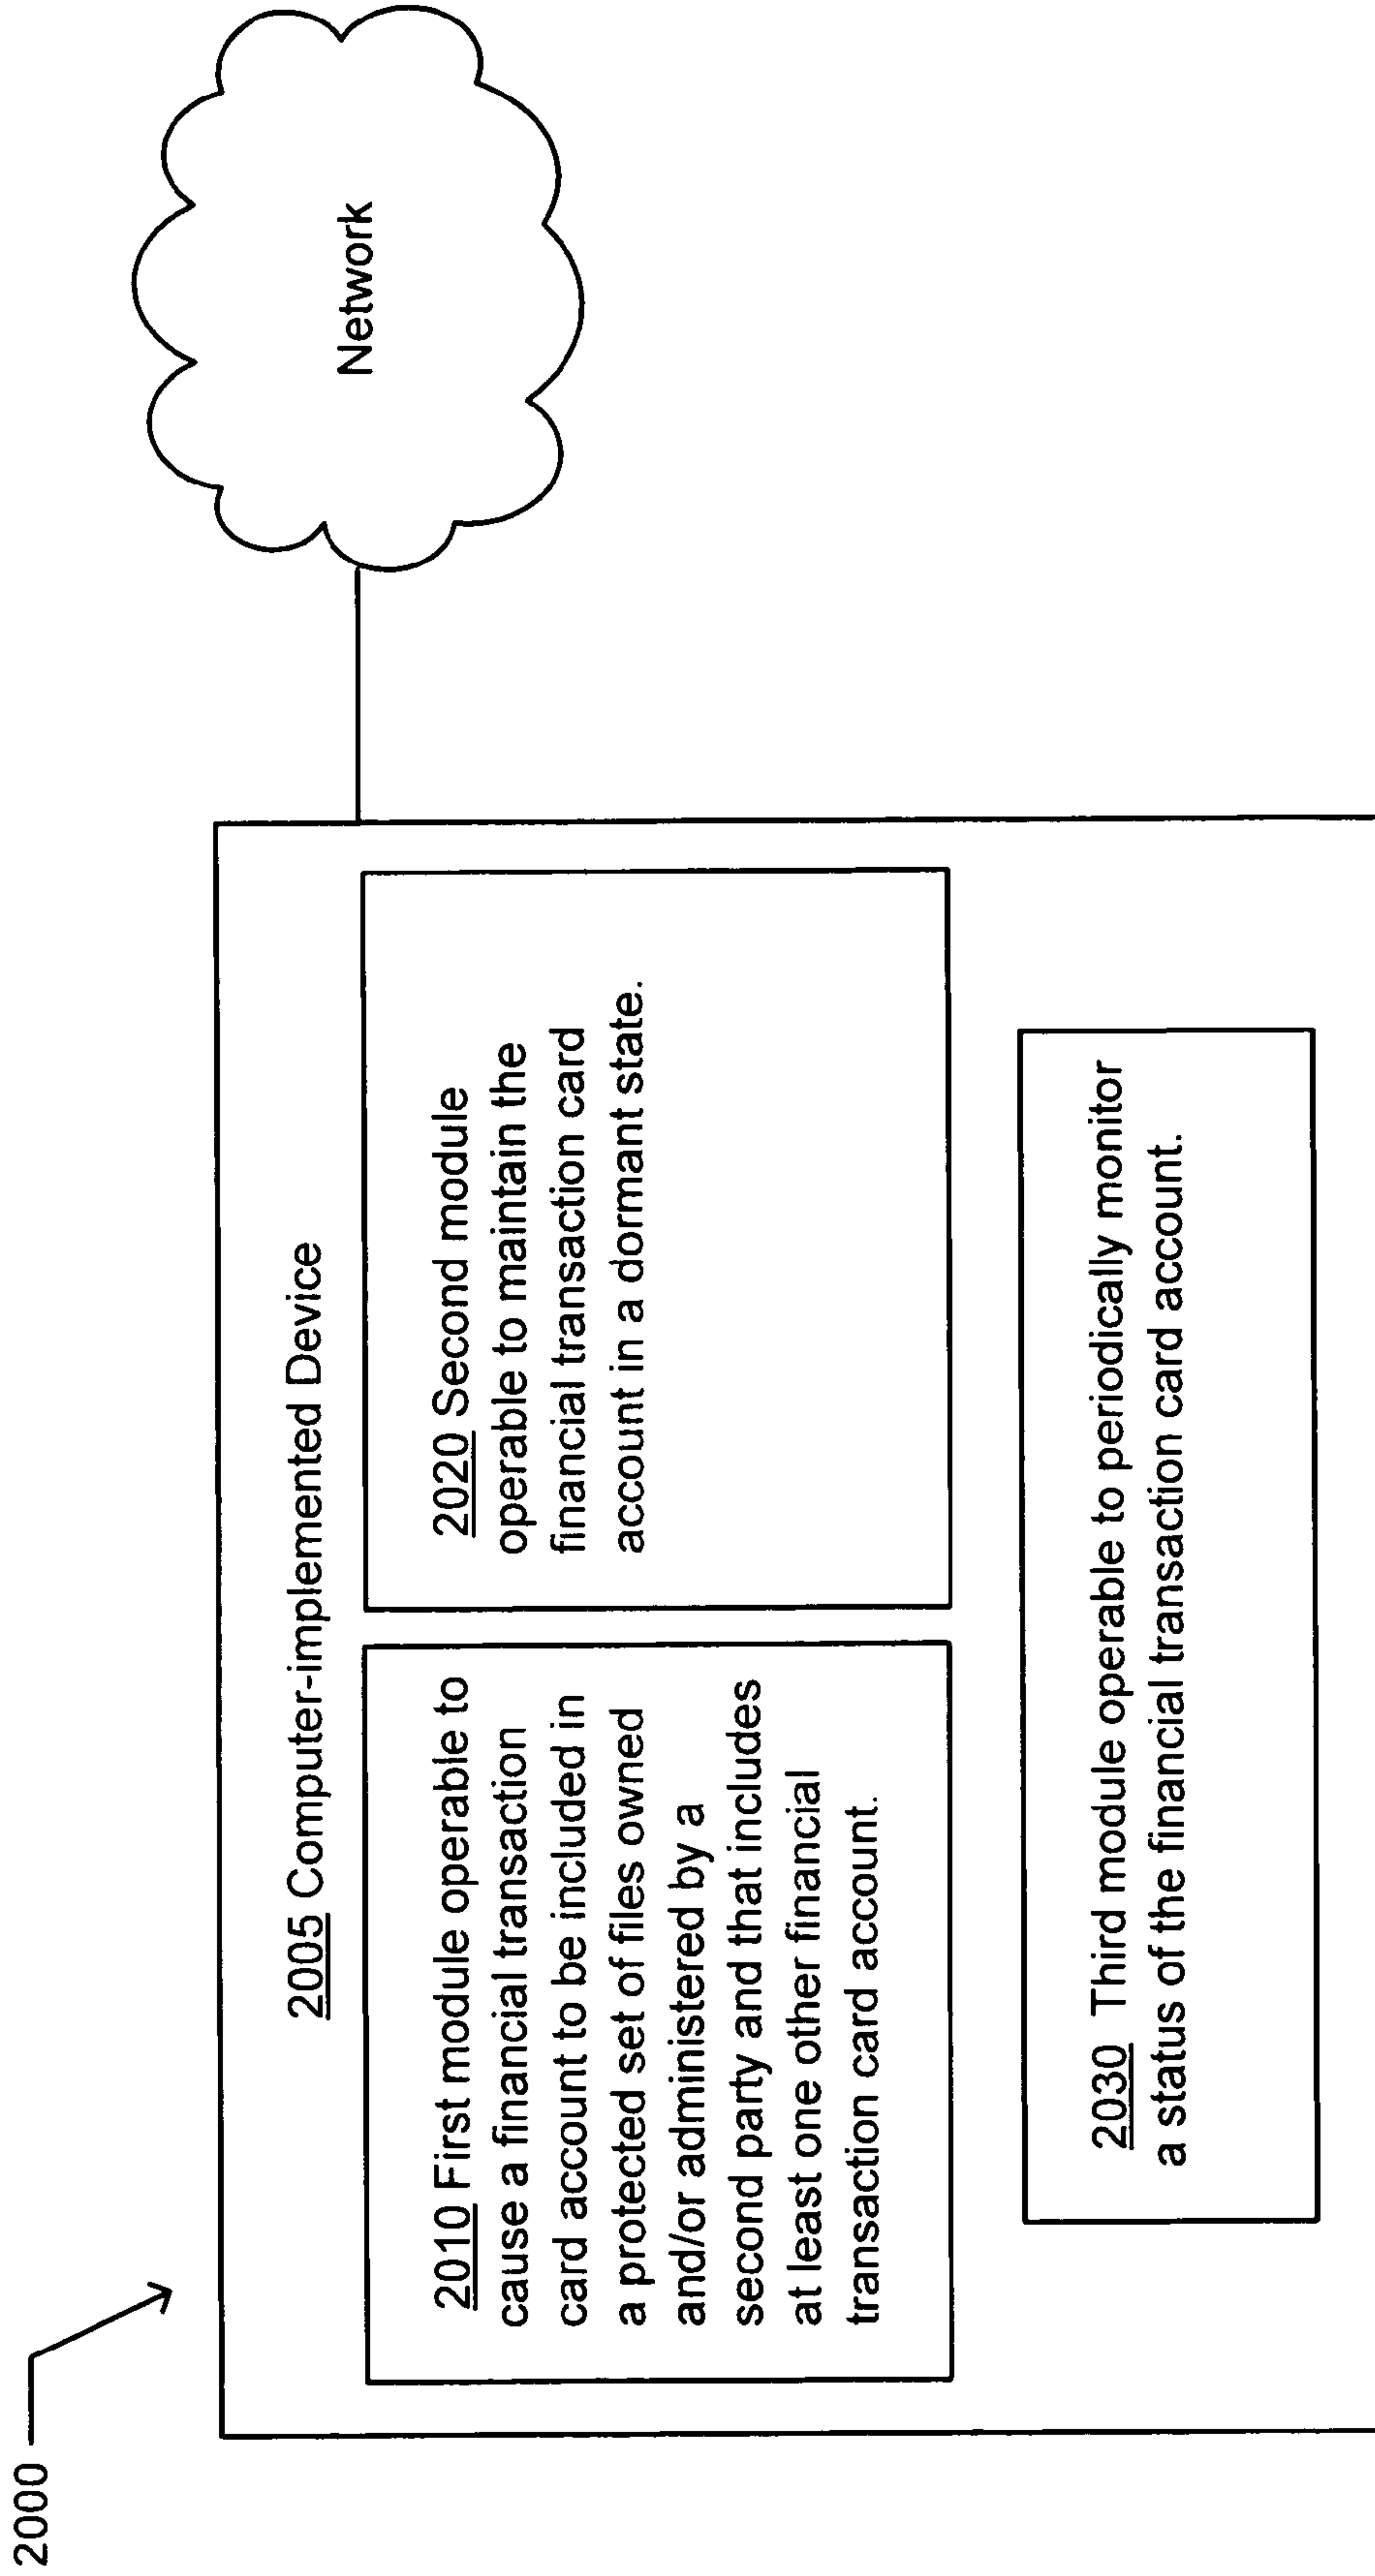 2000
2005 Computer-implemented Device
2010 First module operable to
cause a financial transaction
card account to be included in
a protected set of files owned
and/or administered by a
second party and that includes
at least one other financial
transaction card account.
2020 Second module
operable to maintain the
financial transaction card
account in a dormant state.
2030 Third module operable to periodically monitor
a status of the financial transaction card account.
Network